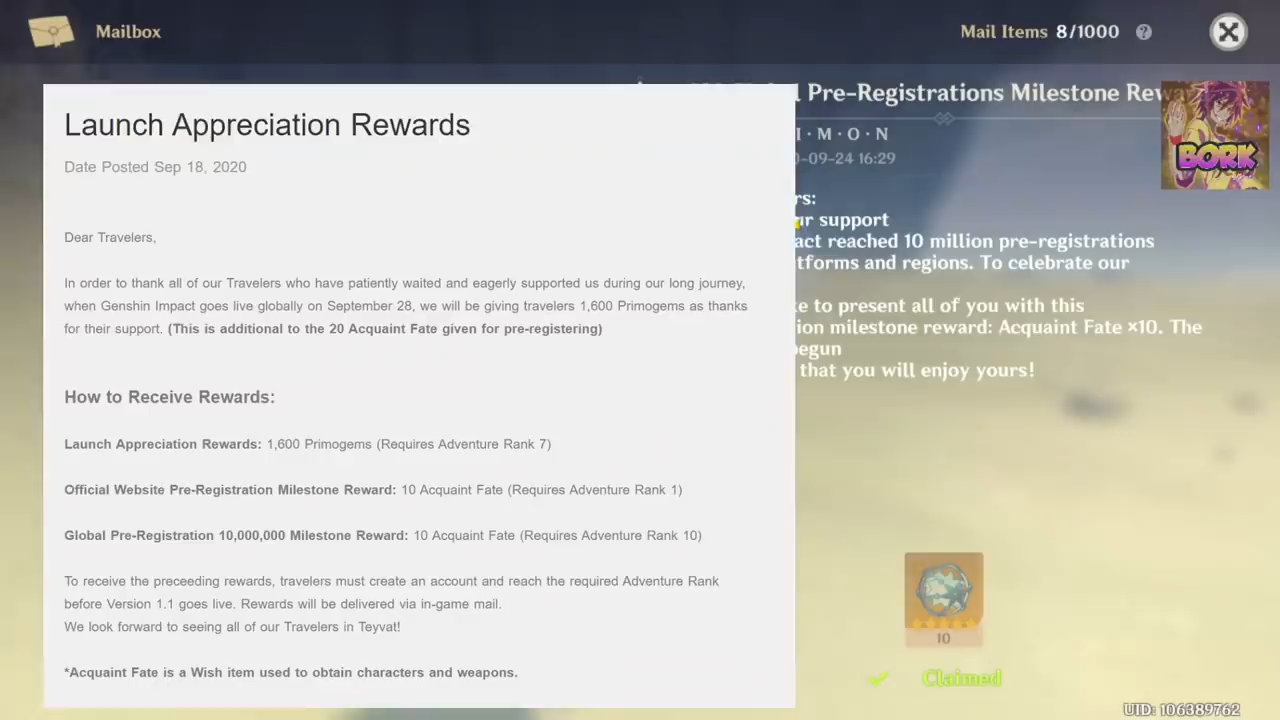 Mailbox
Mail Items 8/1000
Launch Appreciation Rewards
Date Posted Sep 18, 2020
Dear Travelers,
In order to thank all of our Travelers who have patiently waited and eagerly supported us during our long journey,
when Genshin Impact goes live globally on September 28, we will be giving travelers 1,600 Primogems as thanks
for their support. (This is additional to the 20 Acquaint Fate given for pre-registering)
How to Receive Rewards:
Launch Appreciation Rewards: 1,600 Primogems (Requires Adventure Rank 7)
Official Website Pre-Registration Milestone Reward: 10 Acquaint Fate (Requires Adventure Rank 1)
Global Pre-Registration 10,000,000 Milestone Reward: 10 Acquaint Fate (Requires Adventure Rank 10)
To receive the preceeding rewards, travelers must create an account and reach the required Adventure Rank
before Version 1.1 goes live. Rewards will be delivered via in-game mail.
We look forward to seeing all of our Travelers in Teyvat!
*Acquaint Fate is a Wish item used to obtain characters and weapons.
l Pre-Registrations Milestone Rew
I·M·O·N
0-09-24 16:29
rs:
ur support
act reached 10 million pre-registrations
tforms and regions. To celebrate our
ke to present all of you with this
ion milestone reward: Acquaint Fate ×10. The
egun
that you will enjoy yours!
BORK
10
Claimed
UID: 106389762